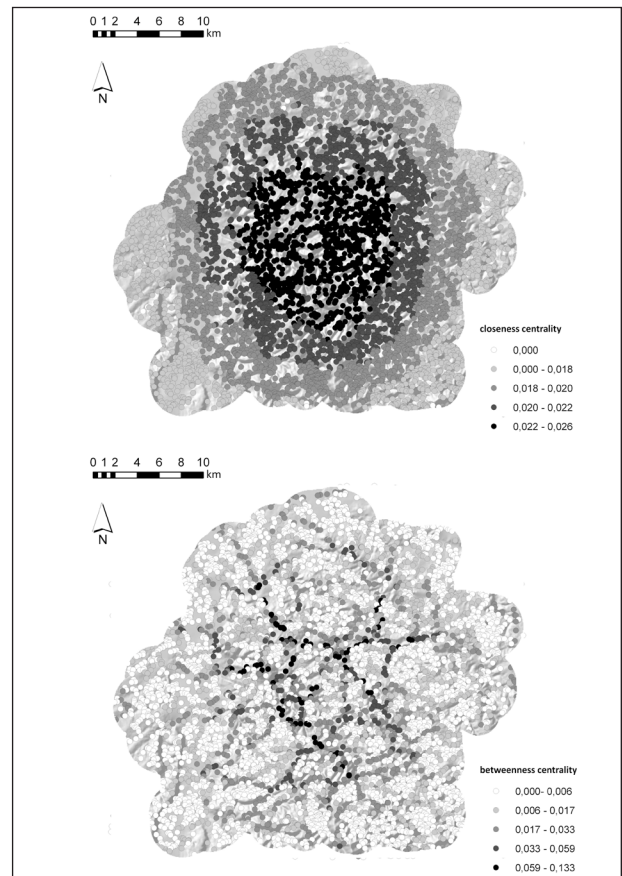 0 1 2 4 6 8 10
km
N
closeness centrality
0,000
0,000 - 0,018
0,018 - 0,020
0,020 - 0,022
0,022 - 0,026
0 1 2 4 6 8 10
km
N
betweenness centrality
0,000- 0,006
0,006 - 0,017
0,017 - 0,033
0,033 - 0,059
0,059 - 0,133